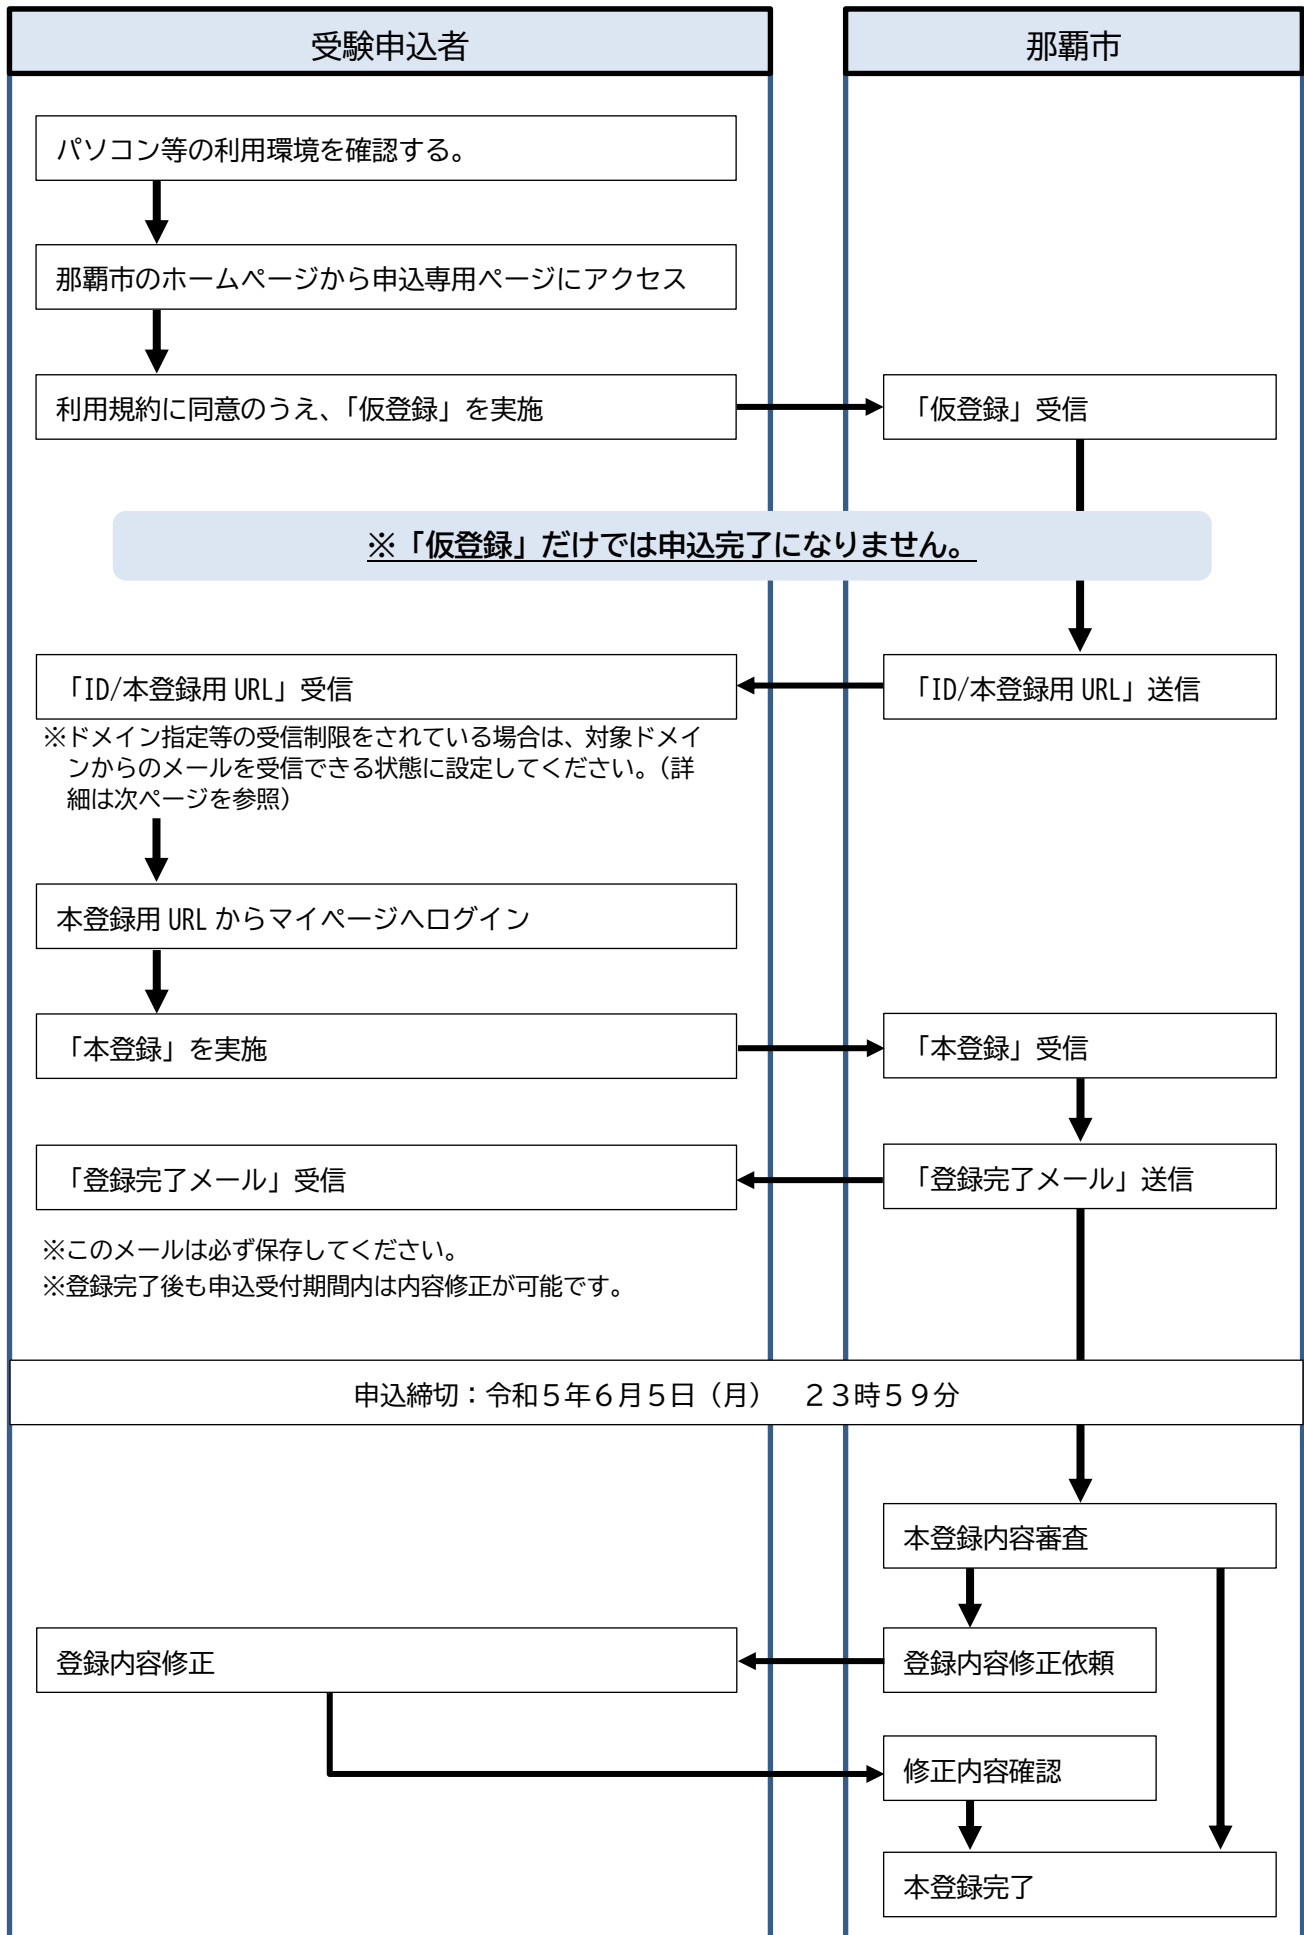 受験申込者
那覇市
パソコン等の利用環境を確認する。
那覇市のホームページから申込専用ページにアクセス
利用規約に同意のうえ、「仮登録」を実施
「仮登録」受信
※「仮登録」だけでは申込完了になりません。
「ID/本登録用 URL」受信
「ID/本登録用 URL」送信
※ドメイン指定等の受信制限をされている場合は、対象ドメイ
ンからのメールを受信できる状態に設定してください。（詳
細は次ページを参照）
本登録用 URL からマイページへログイン
「本登録」を実施
「本登録」受信
「登録完了メール」受信
「登録完了メール」送信
※このメールは必ず保存してください。
※登録完了後も申込受付期間内は内容修正が可能です。
申込締切：令和５年６月５日（月）　２３時５９分
本登録内容審査
登録内容修正
登録内容修正依頼
修正内容確認
本登録完了